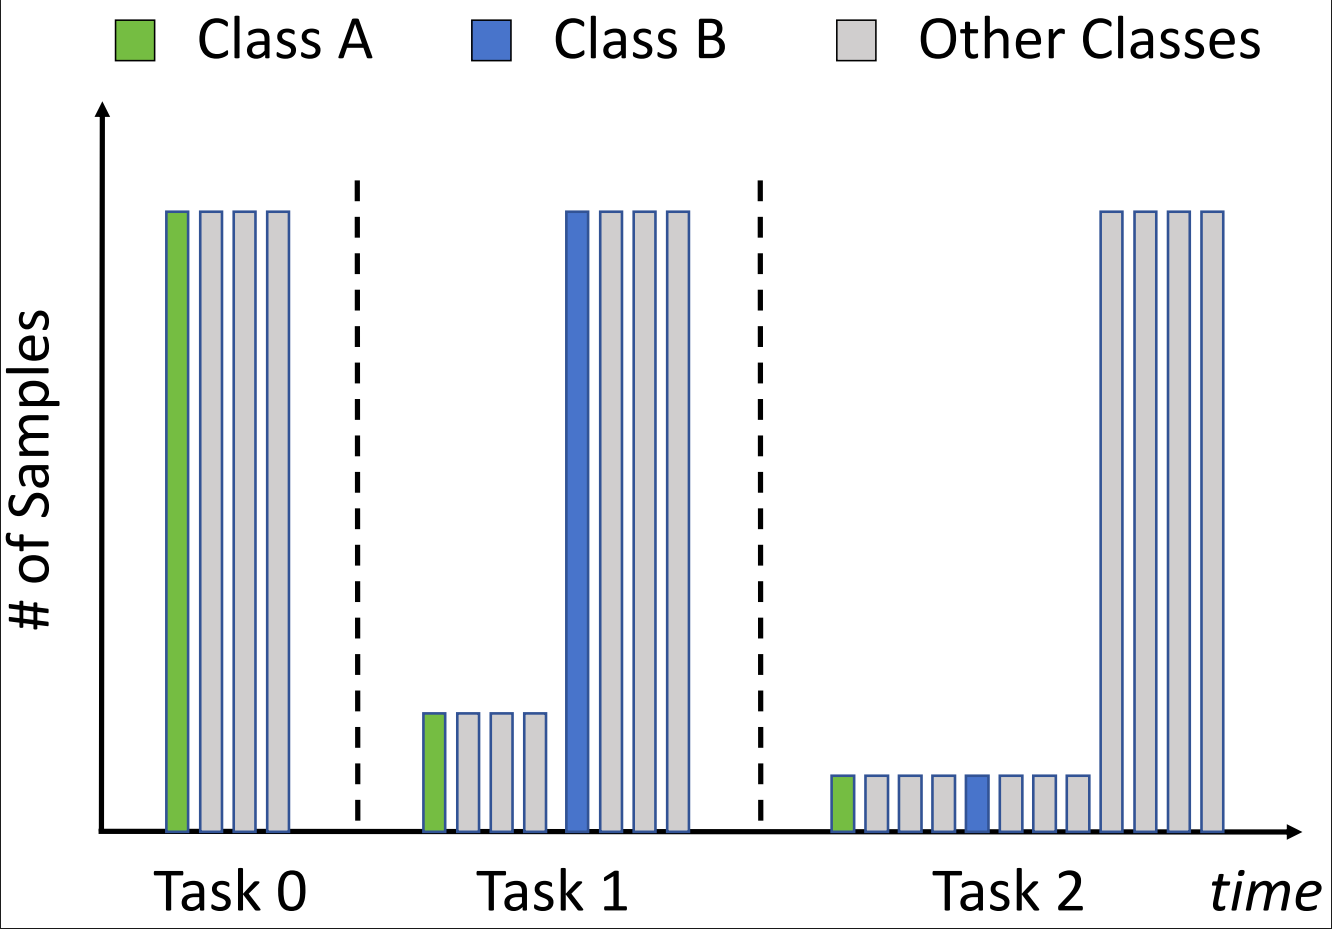 Class A Class B Other Classes
# of Samples
Task 0 Task 1 Task 2 time